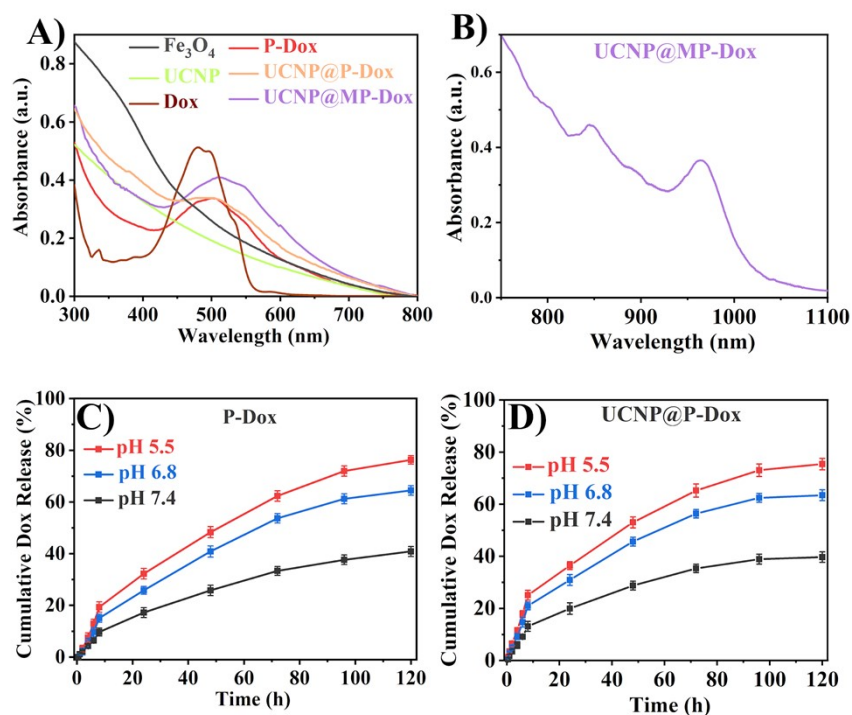 A)
Fe₃O₄
UCNP
Dox
P-Dox
UCNP@P-Dox
UCNP@MP-Dox
0.8
0.6
0.4
0.2
0.0
Absorbance (a.u.)
300 400 500 600 700 800
Wavelength (nm)
B)
UCNP@MP-Dox
0.6
0.4
0.2
0.0
Absorbance (a.u.)
800 900 1000 1100
Wavelength (nm)
C)
P-Dox
pH 5.5
pH 6.8
pH 7.4
100
80
60
40
20
0
Cumulative Dox Release (%)
0 20 40 60 80 100 120
Time (h)
D)
UCNP@P-Dox
pH 5.5
pH 6.8
pH 7.4
100
80
60
40
20
0
Cumulative Dox Release (%)
0 20 40 60 80 100 120
Time (h)